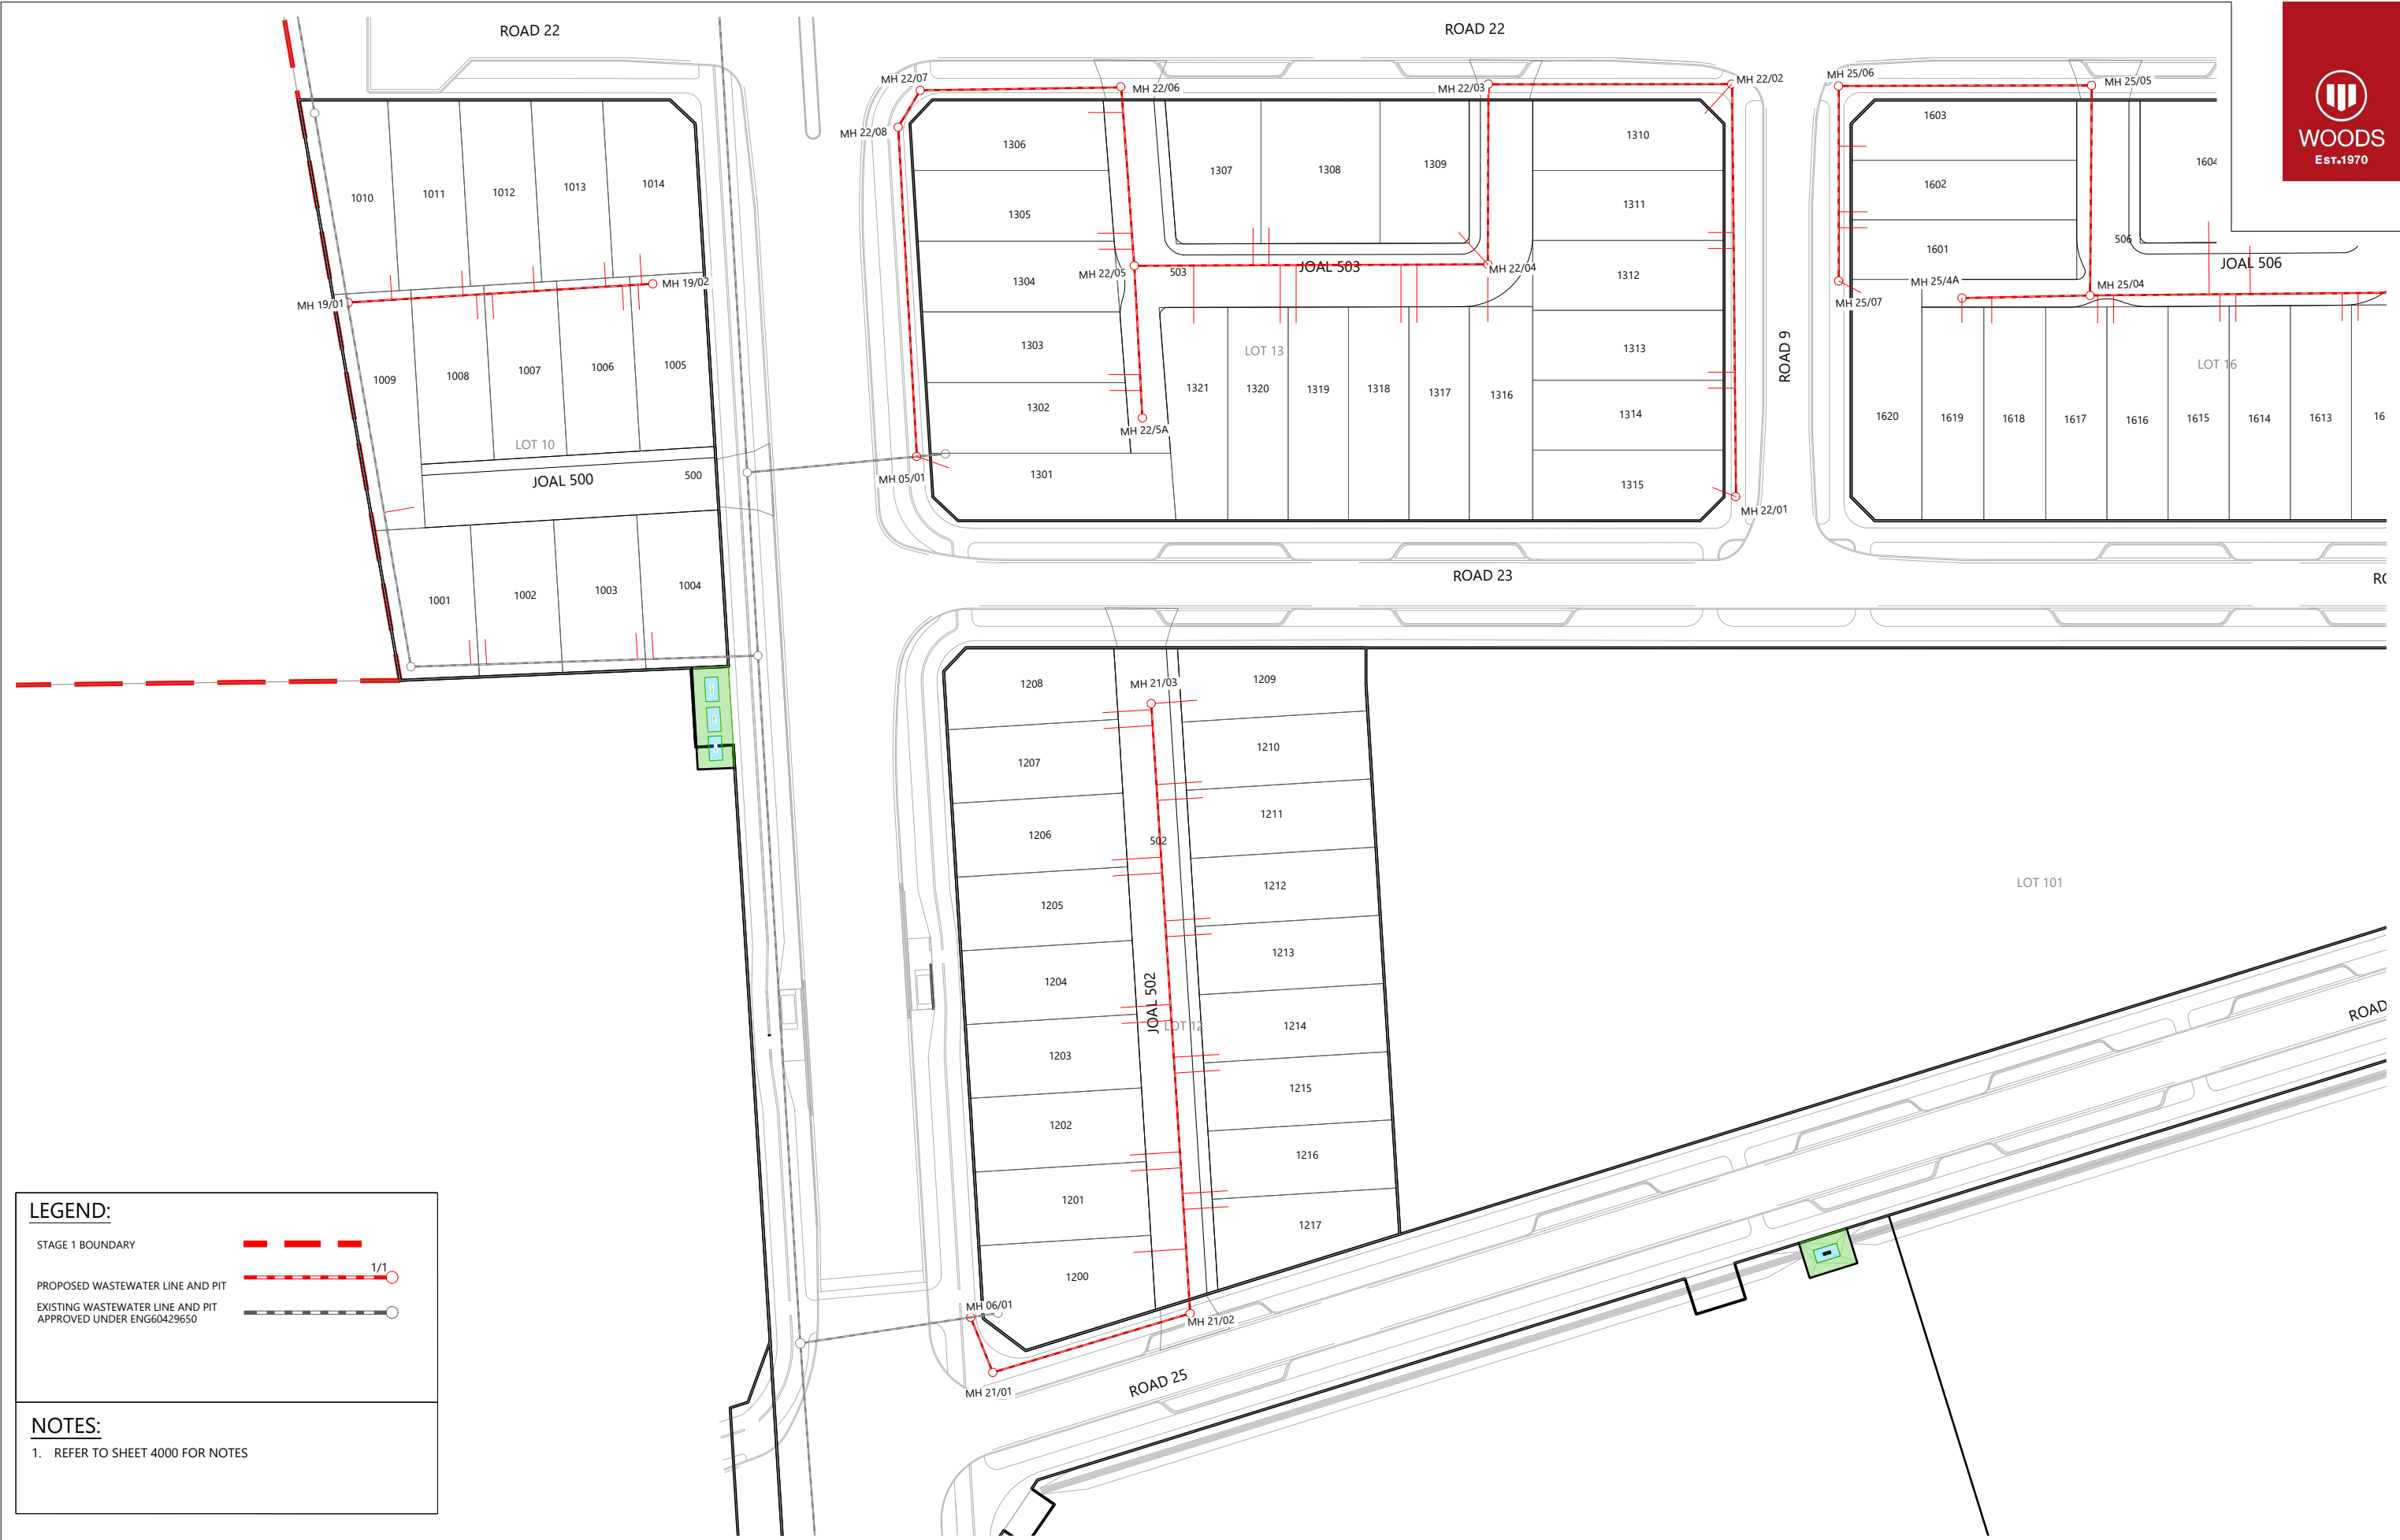 ROAD 22
ROAD 22
WOODS
EST.1970
MH 22/07
MH 22/06
MH 22/03
MH 22/02
MH 25/06
MH 25/05
MH 22/08
1306
1307
1308
1309
1310
1603
1604
1010
1011
1012
1013
1014
1305
1311
1602
1601
506
JOAL 506
MH 19/01
MH 19/02
1304
MH 22/05
503
JOAL 503
MH 22/04
1312
MH 25/4A
MH 25/04
MH 25/07
1009
1008
1007
1006
1005
1303
LOT 13
1313
ROAD 9
LOT 16
1302
MH 22/5A
1321
1320
1319
1318
1317
1316
1314
1620
1619
1618
1617
1616
1615
1614
1613
LOT 10
JOAL 500
500
MH 05/01
1301
1315
MH 22/01
1001
1002
1003
1004
ROAD 23
1208
MH 21/03
1209
1207
1210
1206
502
1211
1205
1212
LOT 101
1204
JOAL 502
LOT 12
1213
1203
1214
ROAD
1202
1215
1201
1216
1200
1217
MH 06/01
MH 21/02
MH 21/01
ROAD 25
LEGEND:
STAGE 1 BOUNDARY
1/1
PROPOSED WASTEWATER LINE AND PIT
EXISTING WASTEWATER LINE AND PIT
APPROVED UNDER ENG60429650
NOTES:
1. REFER TO SHEET 4000 FOR NOTES